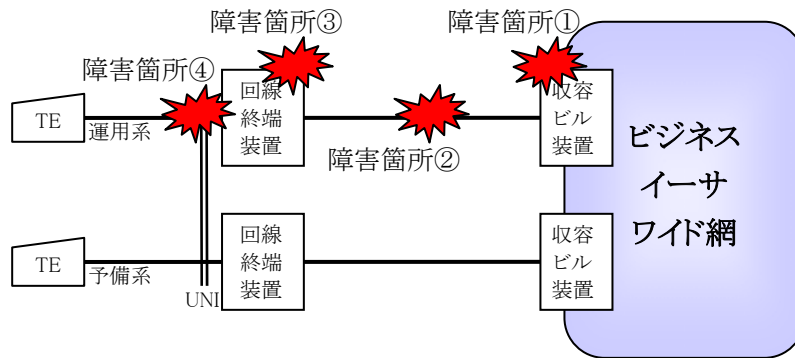 障害箇所③
障害箇所①
障害箇所④
TE
運用系
回線
終端
装置
障害箇所②
収容
ビル
装置
ビジネス
イーサ
ワイド網
TE
予備系
UNI
回線
終端
装置
収容
ビル
装置